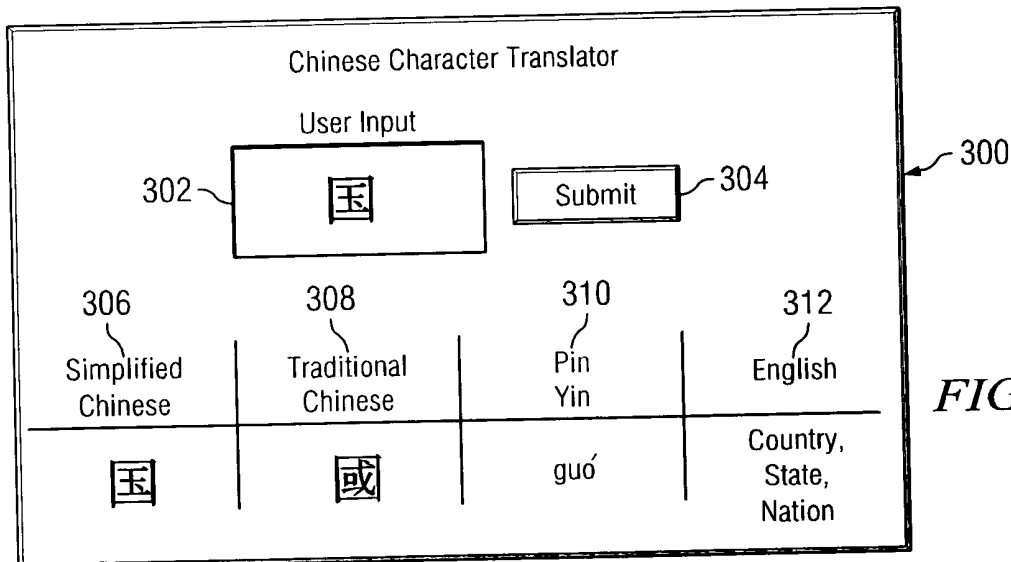 Chinese Character Translator
User Input
300
302
国
Submit
304
306
308
310
312
Simplified
Chinese
Traditional
Chinese
Pin
Yin
English
FIG
国
國
guó
Country,
State,
Nation